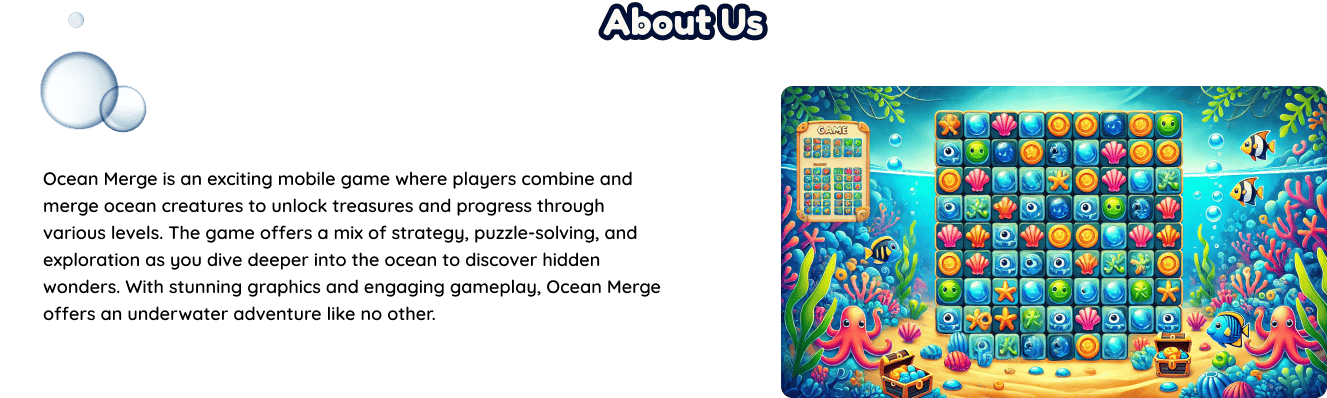 About Us
Ocean Merge is an exciting mobile game where players combine and
merge ocean creatures to unlock treasures and progress through
various levels. The game offers a mix of strategy, puzzle-solving, and
exploration as you dive deeper into the ocean to discover hidden
wonders. With stunning graphics and engaging gameplay, Ocean Merge
offers an underwater adventure like no other.
GAME